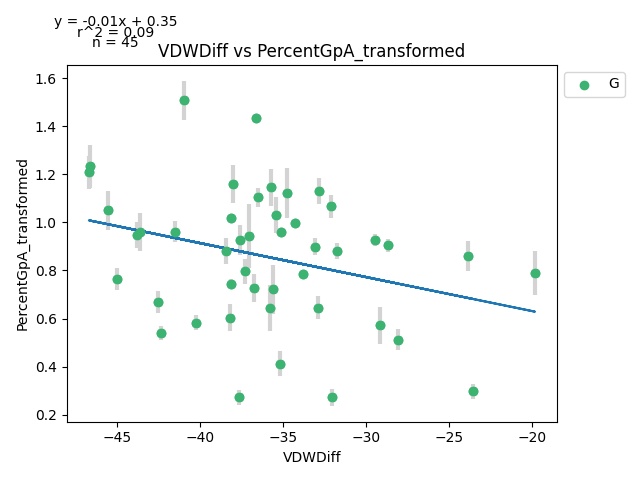 y = -0.01x + 0.35
r^2 = 0.09
n = 45
VDWDiff vs PercentGpA_transformed
G
1.6
1.4
1.2
1.0
0.8
0.6
0.4
0.2
PercentGpA_transformed
−45
−40
−35
−30
−25
−20
VDWDiff